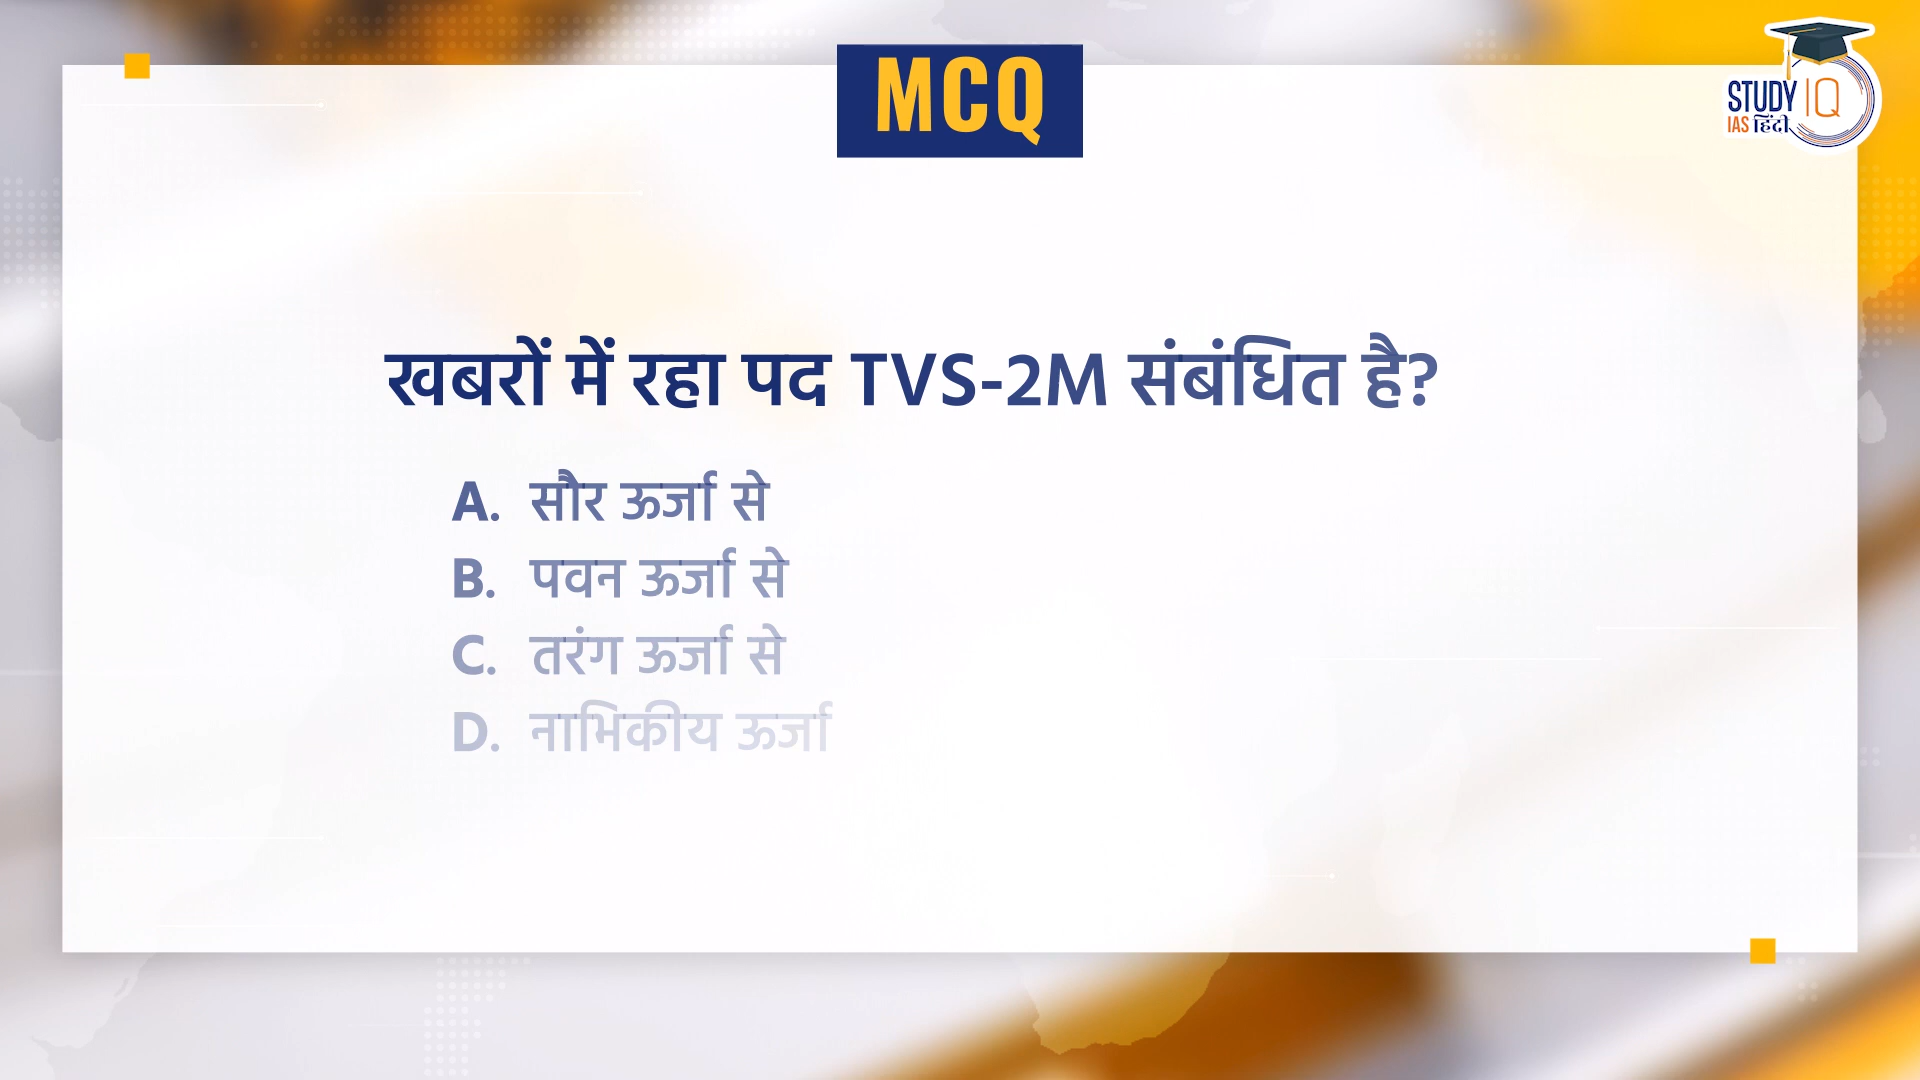 MCQ
STUDY IQ
IAS हिंदी
खबरों में रहा पद TVS-2M संबंधित है?
A. सौर ऊर्जा से
B. पवन ऊर्जा से
C. तरंग ऊर्जा से
D. नाभिकीय ऊर्जा